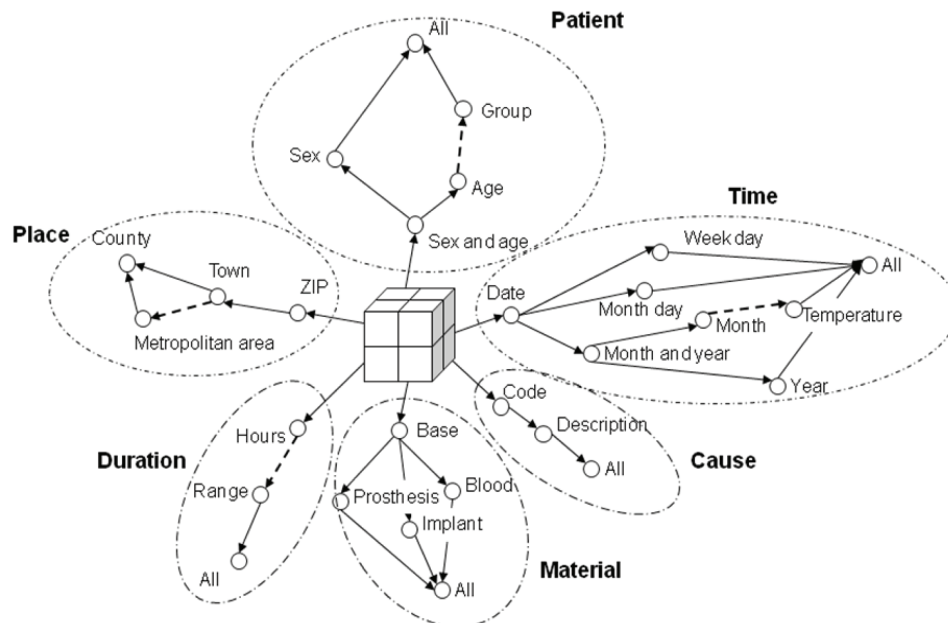 Patient
All
Group
Sex
Age
Sex and age
Time
Week day
All
Date
Month day
Month
Temperature
Month and year
Year
Place
County
Town
ZIP
Metropolitan area
Code
Description
All
Cause
Duration
Hours
Range
All
Base
Prosthesis
Blood
Implant
All
Material